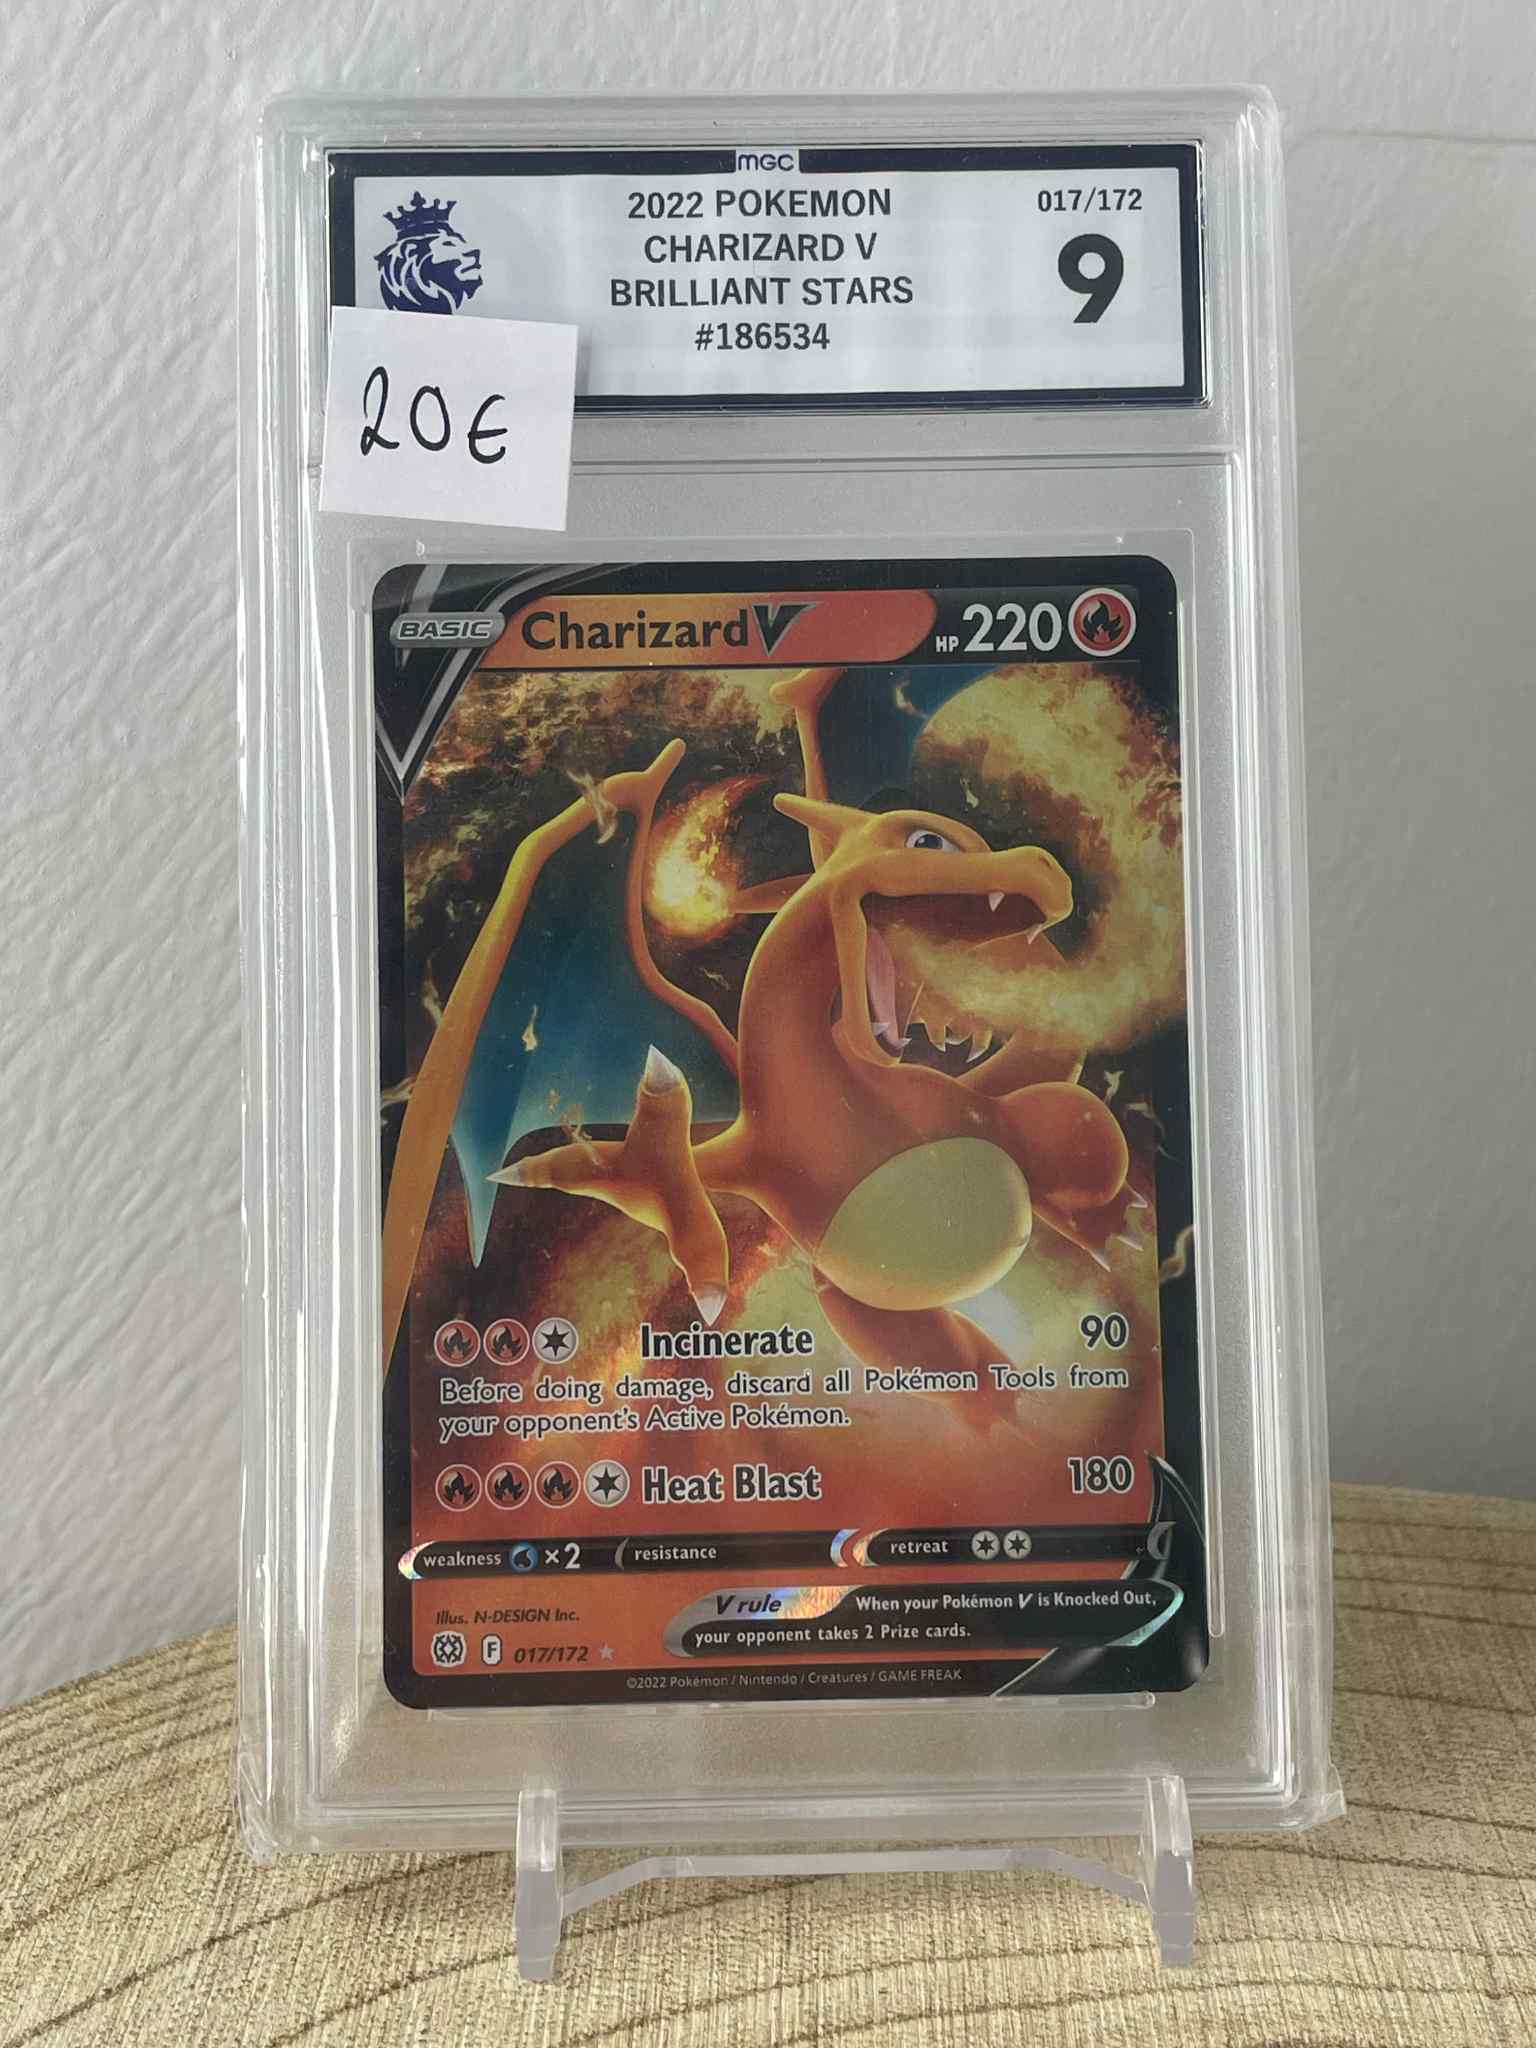 MGC
2022 POKEMON
017/172
CHARIZARD V
9
BRILLIANT STARS
#186534
20€
BASIC
Charizard V
HP 220
Incinerate 90
Before doing damage, discard all Pokémon Tools from
your opponent's Active Pokémon.
Heat Blast 180
weakness ×2 resistance retreat
V rule When your Pokémon V is Knocked Out,
your opponent takes 2 Prize cards.
Illus. N-DESIGN Inc.
F 017/172 ★
©2022 Pokémon / Nintendo / Creatures / GAME FREAK